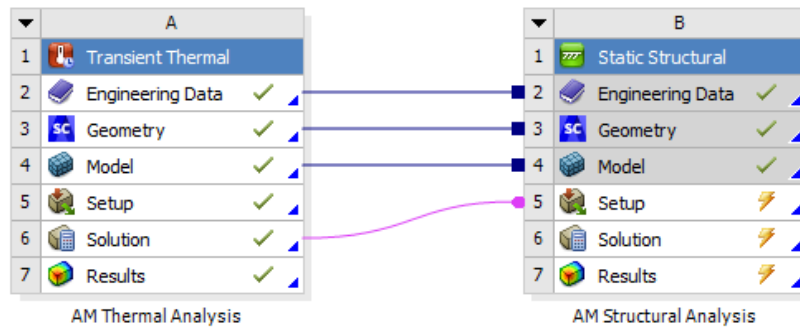 A
1 Transient Thermal
2 Engineering Data
3 SC Geometry
4 Model
5 Setup
6 Solution
7 Results
AM Thermal Analysis
B
1 Static Structural
2 Engineering Data
3 SC Geometry
4 Model
5 Setup
6 Solution
7 Results
AM Structural Analysis